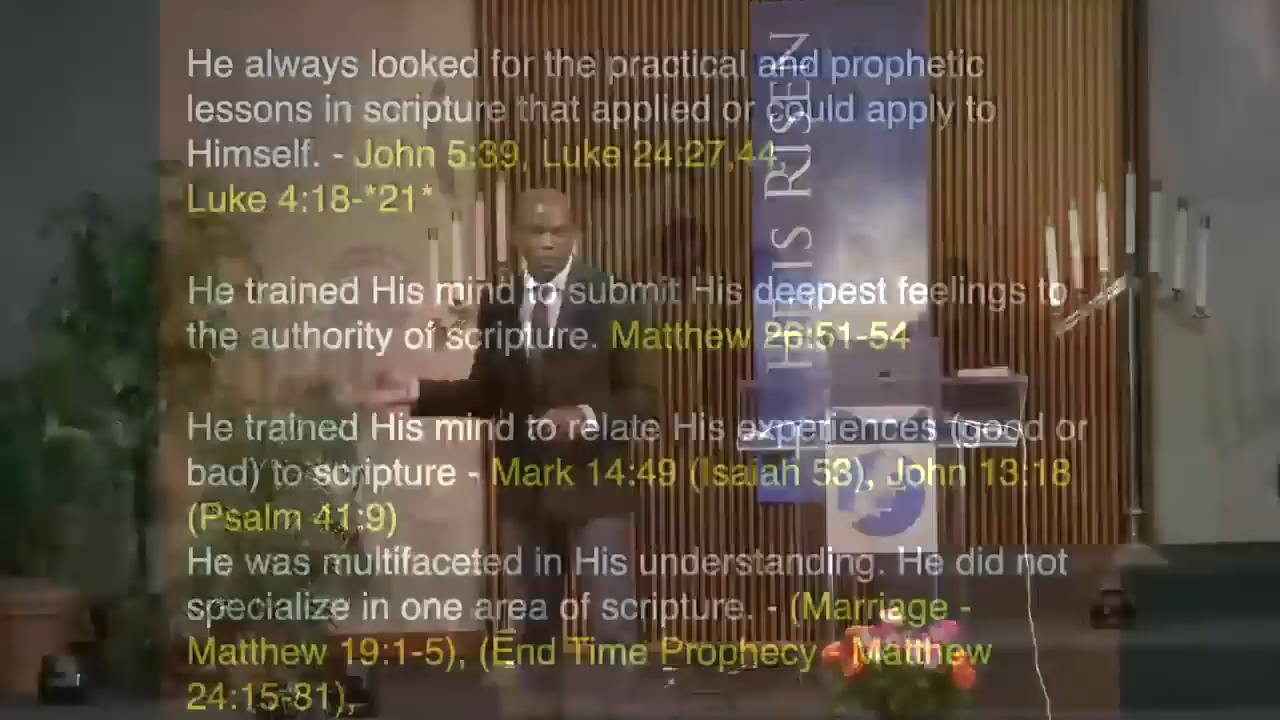 He always looked for the practical and prophetic
lessons in scripture that applied or could apply to
Himself. - John 5:39, Luke 24:27,44
Luke 4:18-*21*
He trained His mind to submit His deepest feelings to
the authority of scripture. Matthew 26:51-54
He trained His mind to relate His experiences (good or
bad) to scripture - Mark 14:49 (Isaiah 53), John 13:18
(Psalm 41:9)
He was multifaceted in His understanding. He did not
specialize in one area of scripture. - (Marriage -
Matthew 19:1-5), (End Time Prophecy - Matthew
24:15-31),
HE IS RISEN